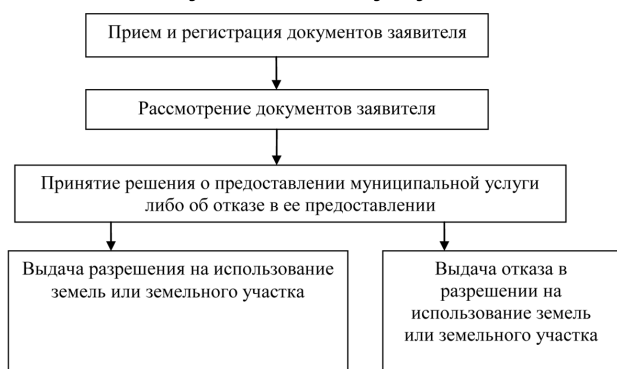 Прием и регистрация документов заявителя
Рассмотрение документов заявителя
Принятие решения о предоставлении муниципальной услуги
либо об отказе в ее предоставлении
Выдача разрешения на использование
земель или земельного участка
Выдача отказа в
разрешении на
использование земель
или земельного участка